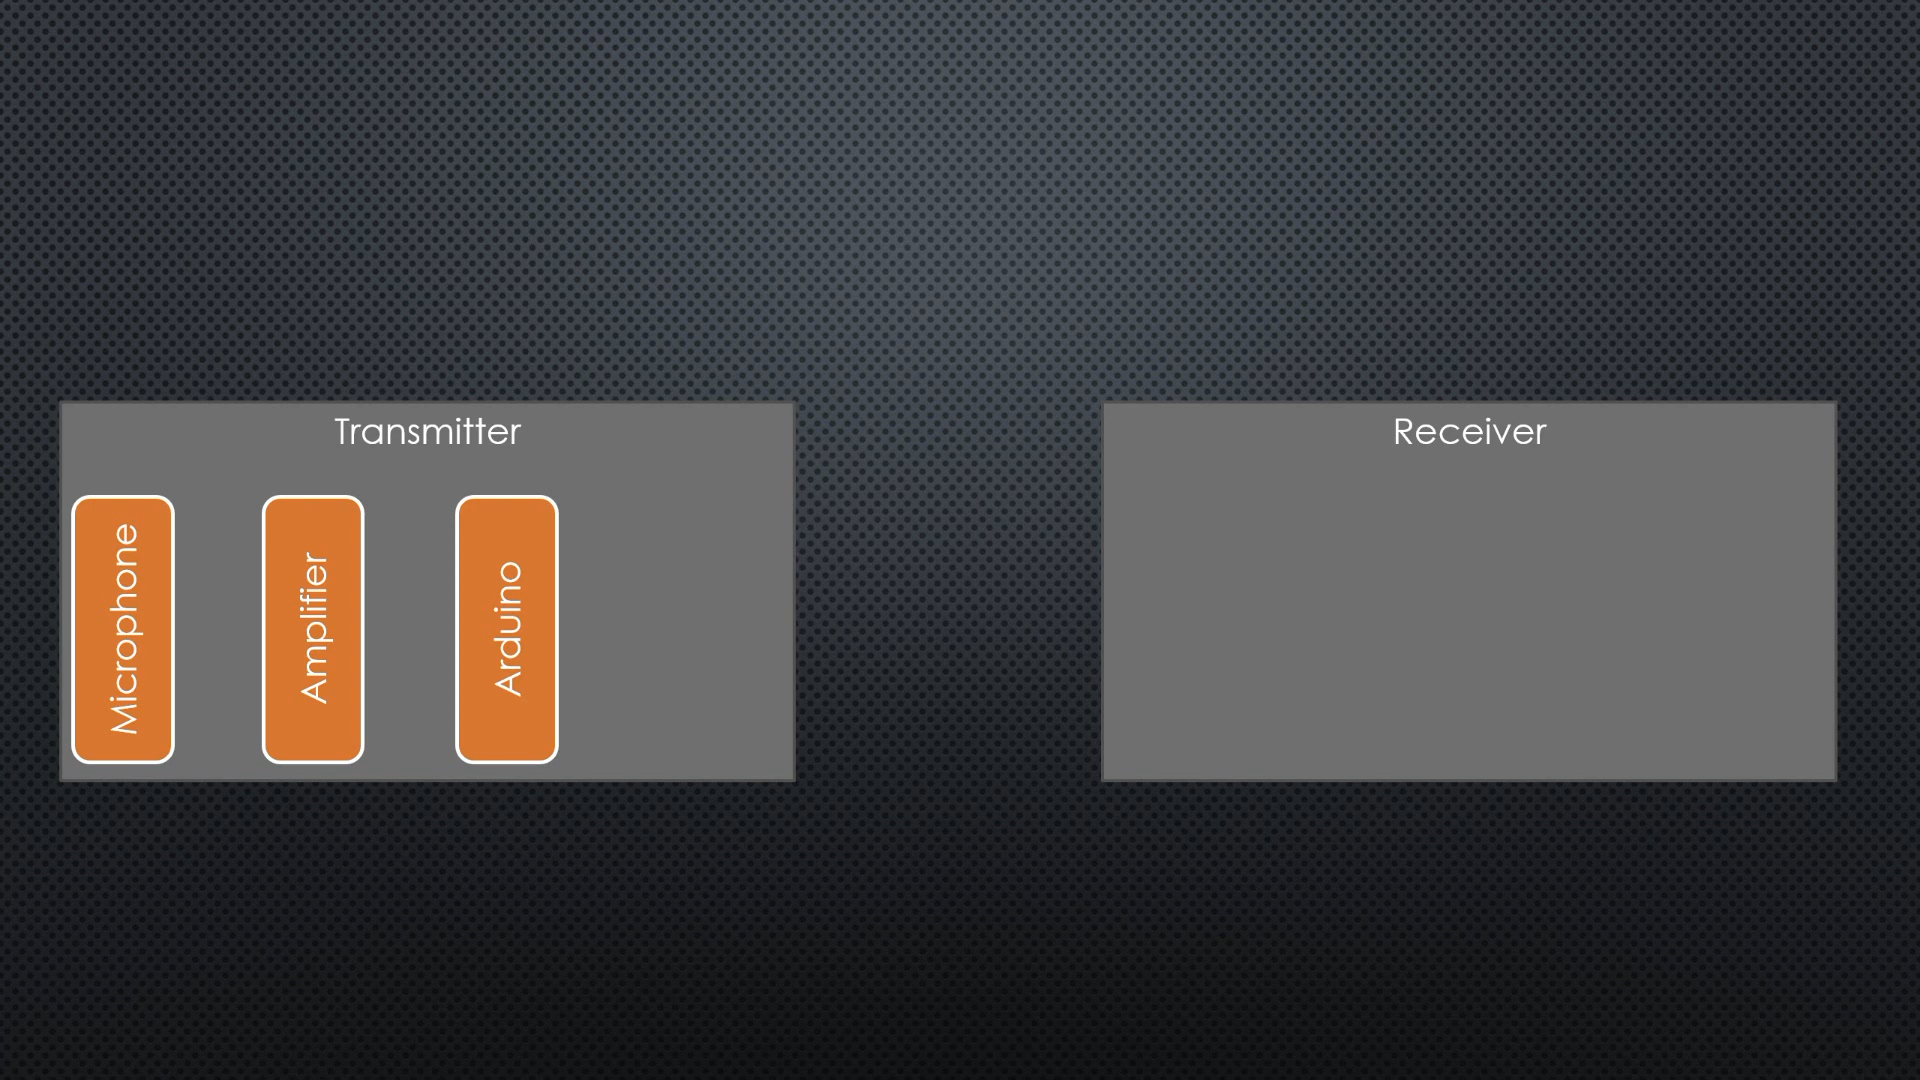 Transmitter
Microphone
Amplifier
Arduino
Receiver